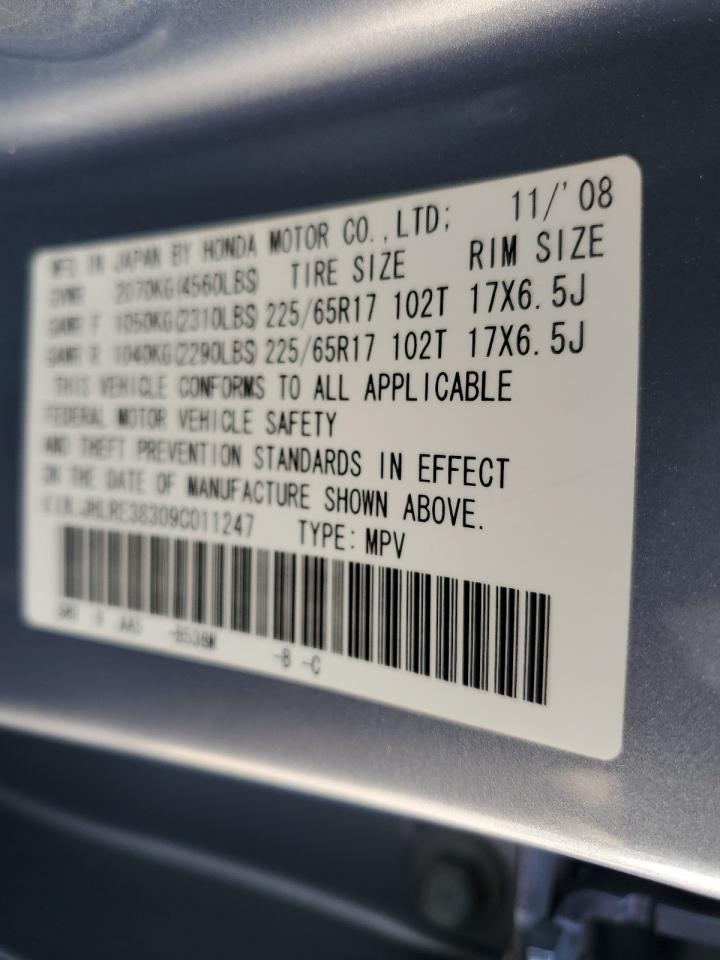 MFD IN JAPAN BY HONDA MOTOR CO.,LTD; 11/'08
GVWR 2070KG(4560LBS) TIRE SIZE RIM SIZE
GAWR F 1050KG(2310LBS) 225/65R17 102T 17X6.5J
GAWR R 1040KG(2290LBS) 225/65R17 102T 17X6.5J
THIS VEHICLE CONFORMS TO ALL APPLICABLE
FEDERAL MOTOR VEHICLE SAFETY
AND THEFT PREVENTION STANDARDS IN EFFECT
ON THE DATE OF MANUFACTURE SHOWN ABOVE.
V.I.N.JHLRE38309C011247 TYPE:MPV
-B536M -B -C